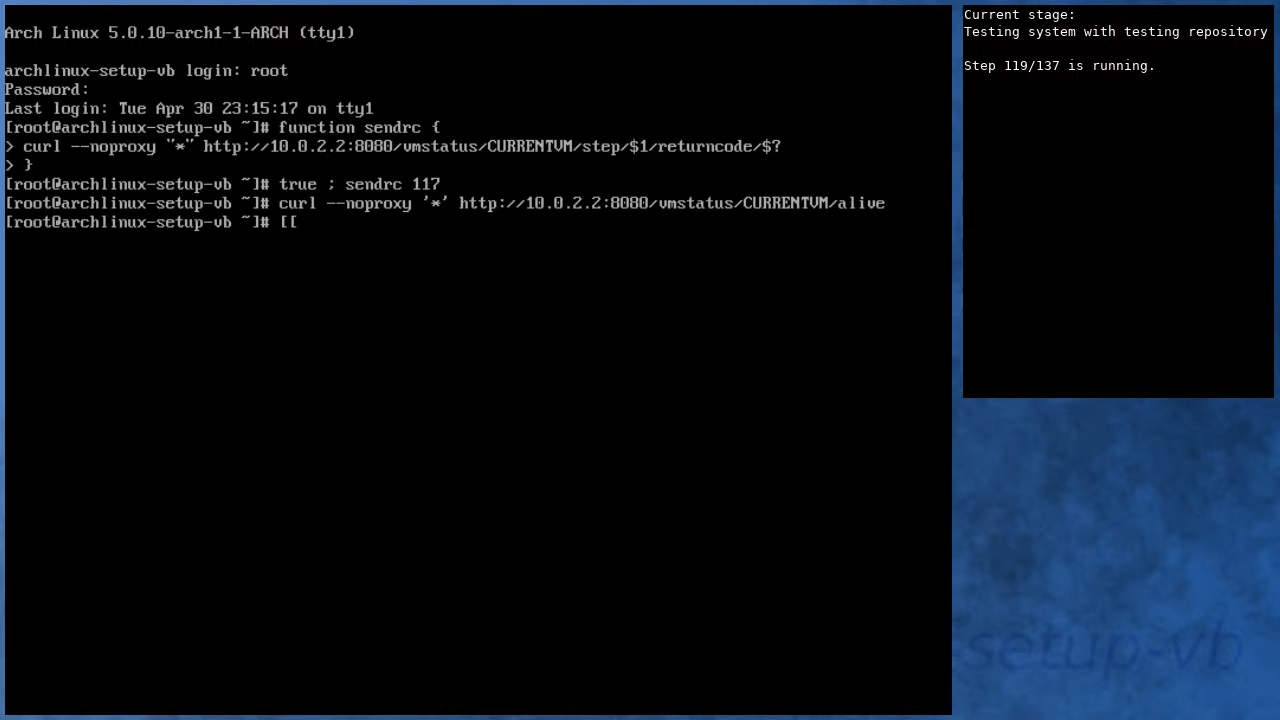 Arch Linux 5.0.10-arch1-1-ARCH (tty1)
archlinux-setup-vb login: root
Password:
Last login: Tue Apr 30 23:15:17 on tty1
[root@archlinux-setup-vb ~]# function sendrc {
> curl --noproxy "*" http://10.0.2.2:8080/vmstatus/CURRENTVM/step/$1/returncode/$?
> }
[root@archlinux-setup-vb ~]# true ; sendrc 117
[root@archlinux-setup-vb ~]# curl --noproxy '*' http://10.0.2.2:8080/vmstatus/CURRENTVM/alive
[root@archlinux-setup-vb ~]# [[
Current stage:
Testing system with testing repository
Step 119/137 is running.
-setup-vb